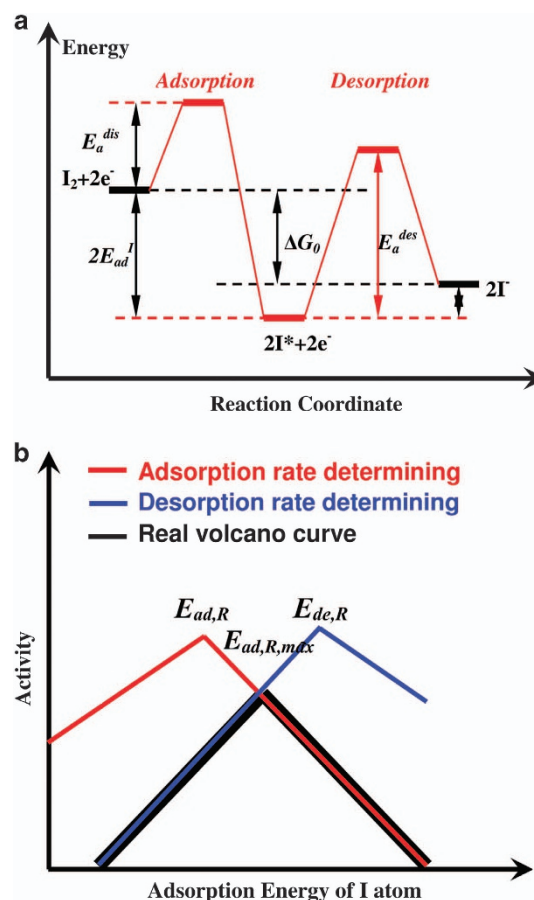 a
Energy
Adsorption
Desorption
E_a^dis
I₂+2e⁻
2E_ad^I
ΔG₀
E_a^des
2I⁻
2I*+2e⁻
Reaction Coordinate
b
Adsorption rate determining
Desorption rate determining
Real volcano curve
E_ad,R
E_de,R
E_ad,R,max
Activity
Adsorption Energy of I atom